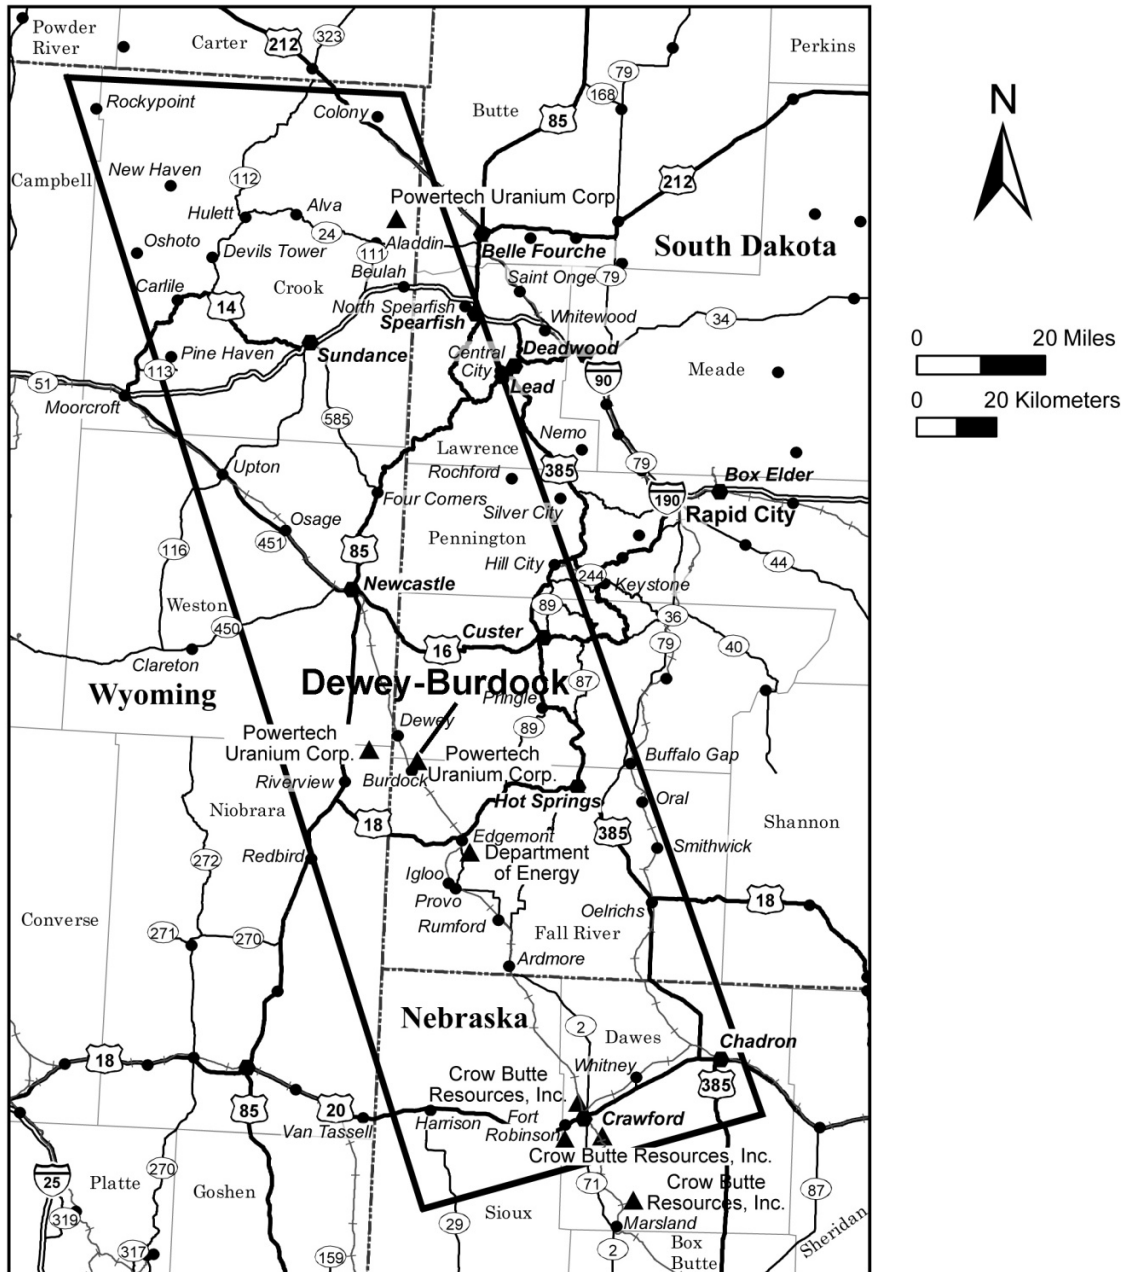 Powder
River
Carter
212
323
Perkins
79
168
Butte
85
Rockypoint
Colony
N
212
Campbell
New Haven
112
Powertech Uranium Corp.
Hulett
Alva
24
Oshoto
Devils Tower
111
Aladdin
Belle Fourche
South Dakota
Beulah
Saint Onge
79
Carlile
Crook
14
North Spearfish
Spearfish
Whitewood
34
0
20 Miles
Pine Haven
Sundance
Central
City
Deadwood
Meade
113
Lead
90
51
Moorcroft
0
20 Kilometers
585
Nemo
Lawrence
79
Upton
Rochford
385
Box Elder
Four Corners
190
Silver City
Rapid City
Osage
451
116
85
Pennington
Hill City
44
244
Keystone
Newcastle
89
Weston
36
450
Custer
79
40
16
Clareton
Wyoming
Dewey-Burdock
87
Pringle
Dewey
89
Powertech
Uranium Corp.
Powertech
Uranium Corp.
Buffalo Gap
Riverview
Burdock
Hot Springs
Oral
Niobrara
18
385
Shannon
Edgemont
Smithwick
Redbird
272
Department
of Energy
Igloo
Provo
18
Converse
Oelrichs
Rumford
Fall River
271
270
Ardmore
Nebraska
2
Dawes
Chadron
18
Whitney
Crow Butte
Resources, Inc.
385
85
20
Fort
Robinson
Crawford
Van Tassell
Harrison
Crow Butte Resources, Inc.
25
Platte
270
Goshen
71
Crow Butte
Resources, Inc.
87
319
Sioux
29
Marsland
Sheridan
317
159
2
Box
Butte